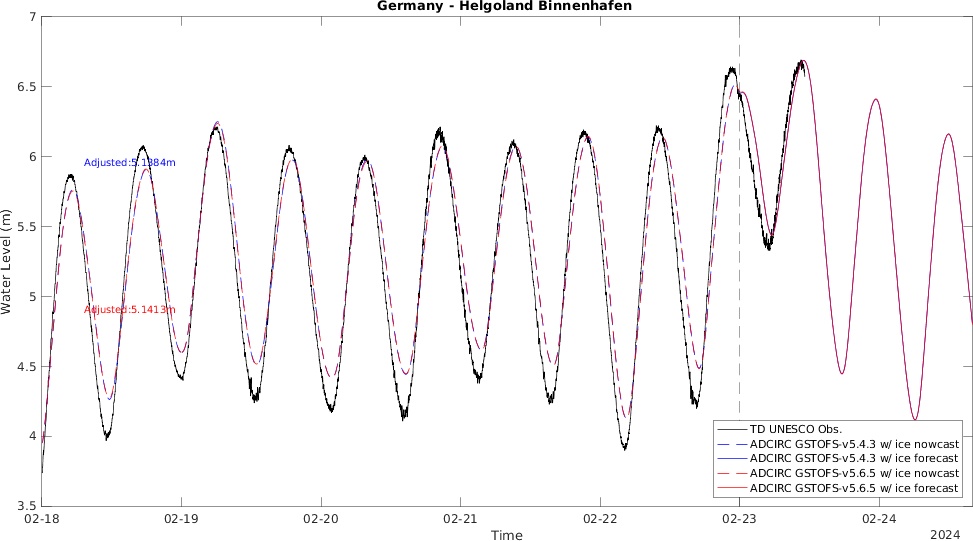 Germany - Helgoland Binnenhafen
7
6.5
6
5.5
5
4.5
4
3.5
Water Level (m)
Adjusted:5.1384m
Adjusted:5.1413m
TD UNESCO Obs.
ADCIRC GSTOFS-v5.4.3 w/ ice nowcast
ADCIRC GSTOFS-v5.4.3 w/ ice forecast
ADCIRC GSTOFS-v5.6.5 w/ ice nowcast
ADCIRC GSTOFS-v5.6.5 w/ ice forecast
02-18 02-19 02-20 02-21 02-22 02-23 02-24
Time
2024